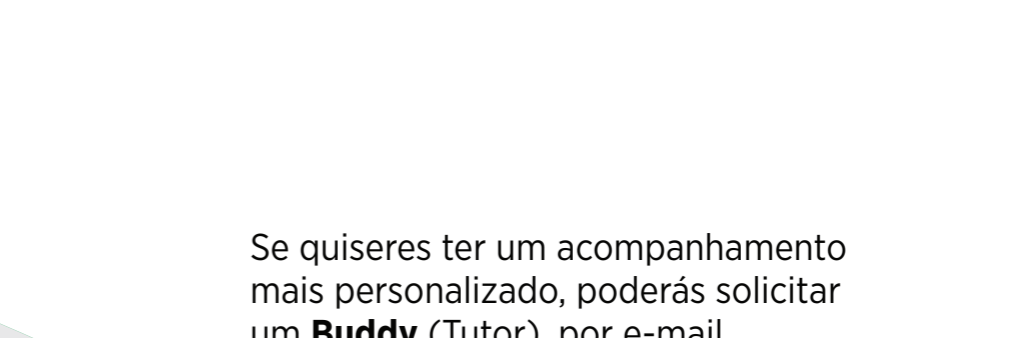 Se quiseres ter um acompanhamento
mais personalizado, poderás solicitar
um Buddy (Tutor), por e-mail